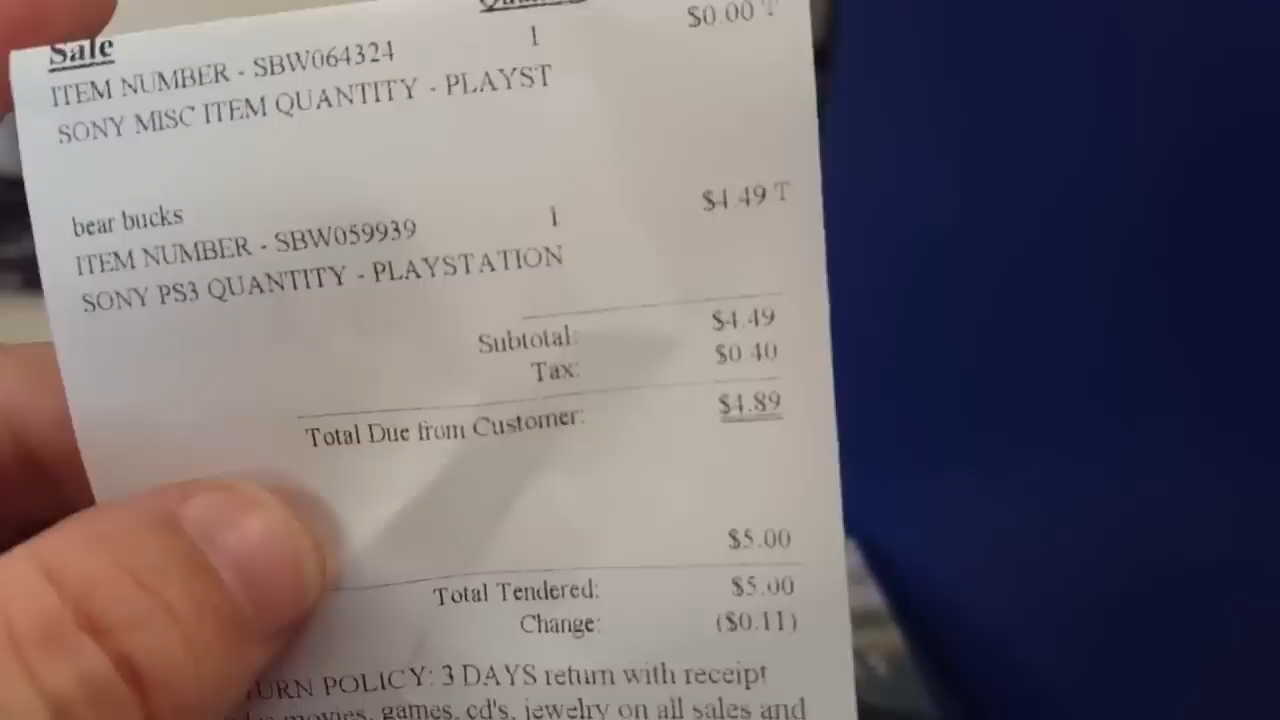 Sale
$0.00 T
ITEM NUMBER - SBW064324 1
SONY MISC ITEM QUANTITY - PLAYST
bear bucks
$4.49 T
ITEM NUMBER - SBW059939 1
SONY PS3 QUANTITY - PLAYSTATION
Subtotal: $4.49
Tax: $0.40
Total Due from Customer: $4.89
$5.00
Total Tendered: $5.00
Change: ($0.11)
URN POLICY: 3 DAYS return with receipt
movies, games, cd's, jewelry on all sales and